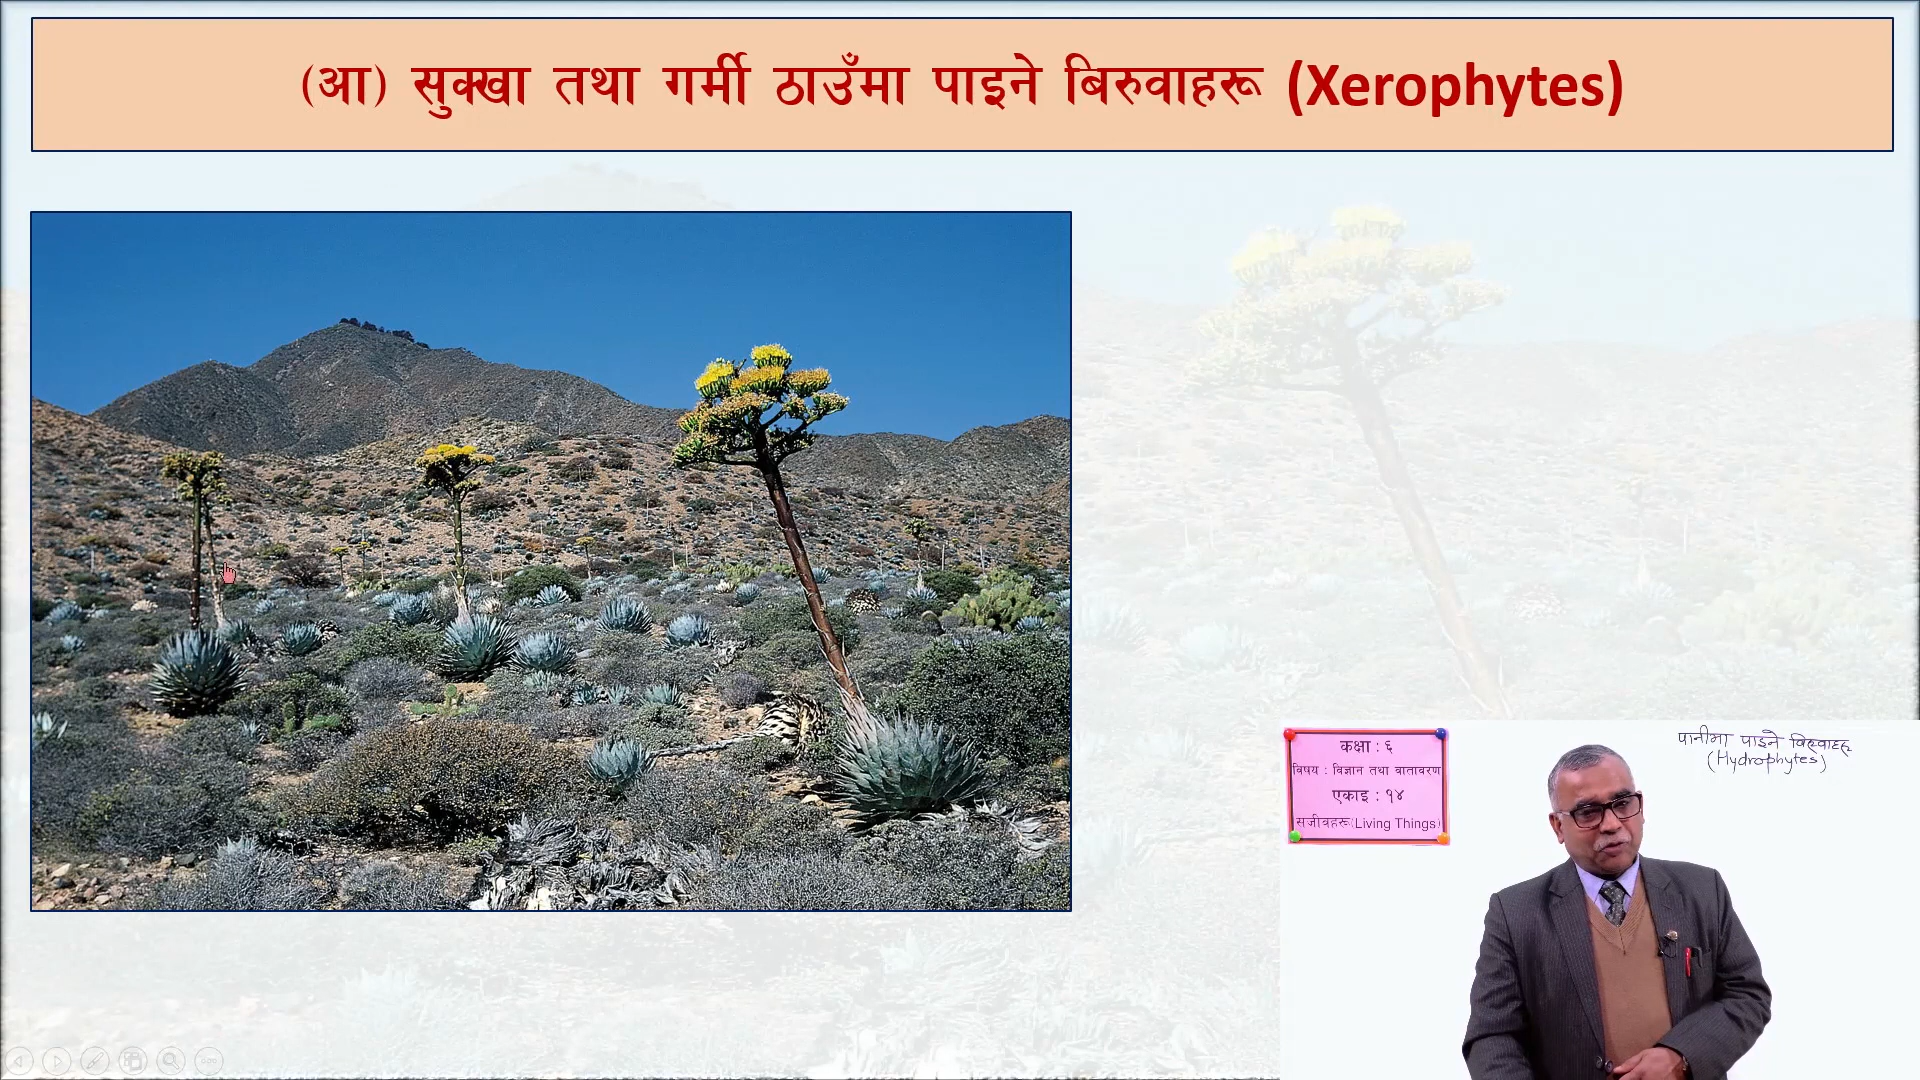 (आ) सुक्खा तथा गर्मी ठाउँमा पाइने बिरुवाहरू (Xerophytes)
कक्षा : ६
विषय : विज्ञान तथा वातावरण
एकाइ : १४
सजीवहरू(Living Things)
पानीमा पाइने बिरुवाहरू
(Hydrophytes)